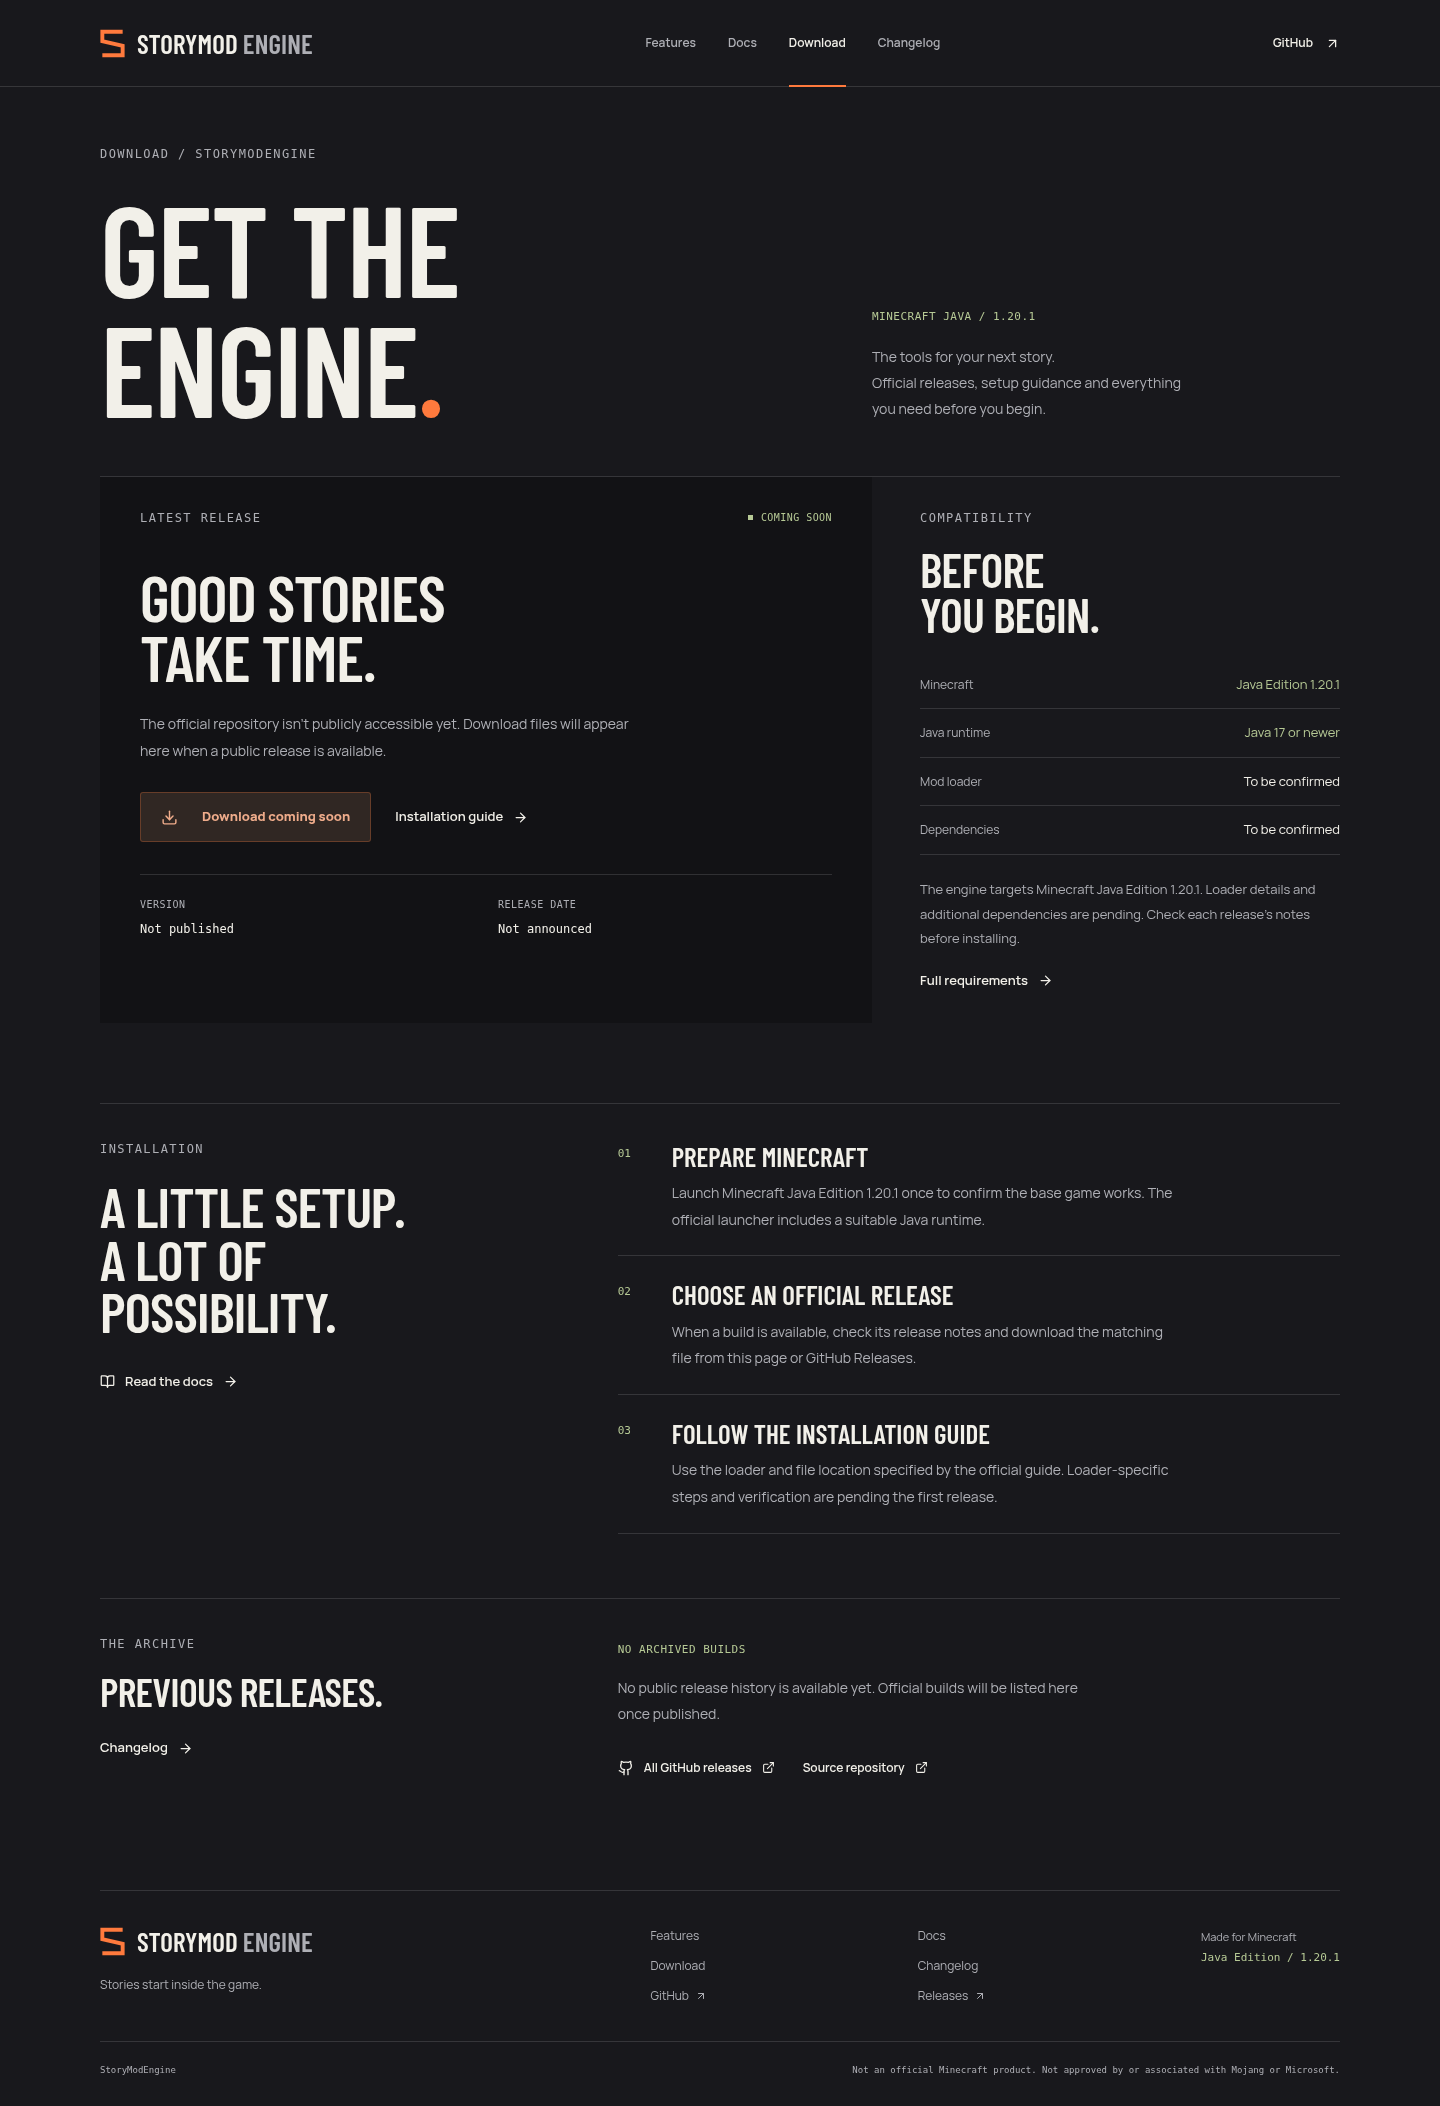 STORYMOD ENGINE
Features
Docs
Download
Changelog
GitHub
DOWNLOAD / STORYMODENGINE
GET THE
ENGINE.
MINECRAFT JAVA / 1.20.1
The tools for your next story.
Official releases, setup guidance and everything
you need before you begin.
LATEST RELEASE
COMING SOON
GOOD STORIES
TAKE TIME.
The official repository isn't publicly accessible yet. Download files will appear
here when a public release is available.
Download coming soon
Installation guide
VERSION
Not published
RELEASE DATE
Not announced
COMPATIBILITY
BEFORE
YOU BEGIN.
Minecraft
Java Edition 1.20.1
Java runtime
Java 17 or newer
Mod loader
To be confirmed
Dependencies
To be confirmed
The engine targets Minecraft Java Edition 1.20.1. Loader details and
additional dependencies are pending. Check each release's notes
before installing.
Full requirements
INSTALLATION
A LITTLE SETUP.
A LOT OF
POSSIBILITY.
Read the docs
01
PREPARE MINECRAFT
Launch Minecraft Java Edition 1.20.1 once to confirm the base game works. The
official launcher includes a suitable Java runtime.
02
CHOOSE AN OFFICIAL RELEASE
When a build is available, check its release notes and download the matching
file from this page or GitHub Releases.
03
FOLLOW THE INSTALLATION GUIDE
Use the loader and file location specified by the official guide. Loader-specific
steps and verification are pending the first release.
THE ARCHIVE
PREVIOUS RELEASES.
Changelog
NO ARCHIVED BUILDS
No public release history is available yet. Official builds will be listed here
once published.
All GitHub releases
Source repository
STORYMOD ENGINE
Stories start inside the game.
Features
Download
GitHub
Docs
Changelog
Releases
Made for Minecraft
Java Edition / 1.20.1
StoryModEngine
Not an official Minecraft product. Not approved by or associated with Mojang or Microsoft.